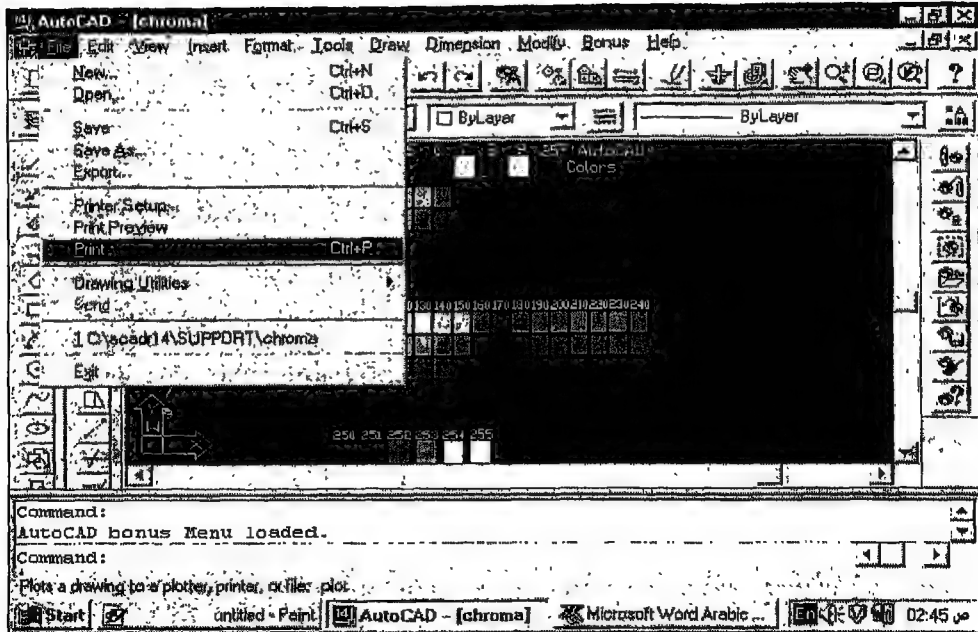 AutoCAD - [chroma]
File Edit View Insert Format Tools Draw Dimension Modify Bonus Help
New... Ctrl+N
Open... Ctrl+O
Save Ctrl+S
Save As...
Export...
ByLayer ByLayer
AutoCAD
Colors
Printer Setup...
Print Preview
Print... Ctrl+P
Drawing Utilities
Send...
130 140 150 160 170 180 190 200 210 220 230 240
1 C:\acadr14\SUPPORT\chroma
Exit
250 251 252 253 254 255
Command:
AutoCAD bonus Menu loaded.
Command:
Plots a drawing to a plotter, printer, or file: plot
Start untitled - Paint AutoCAD - [chroma] Microsoft Word Arabic ... En 02:45 ص